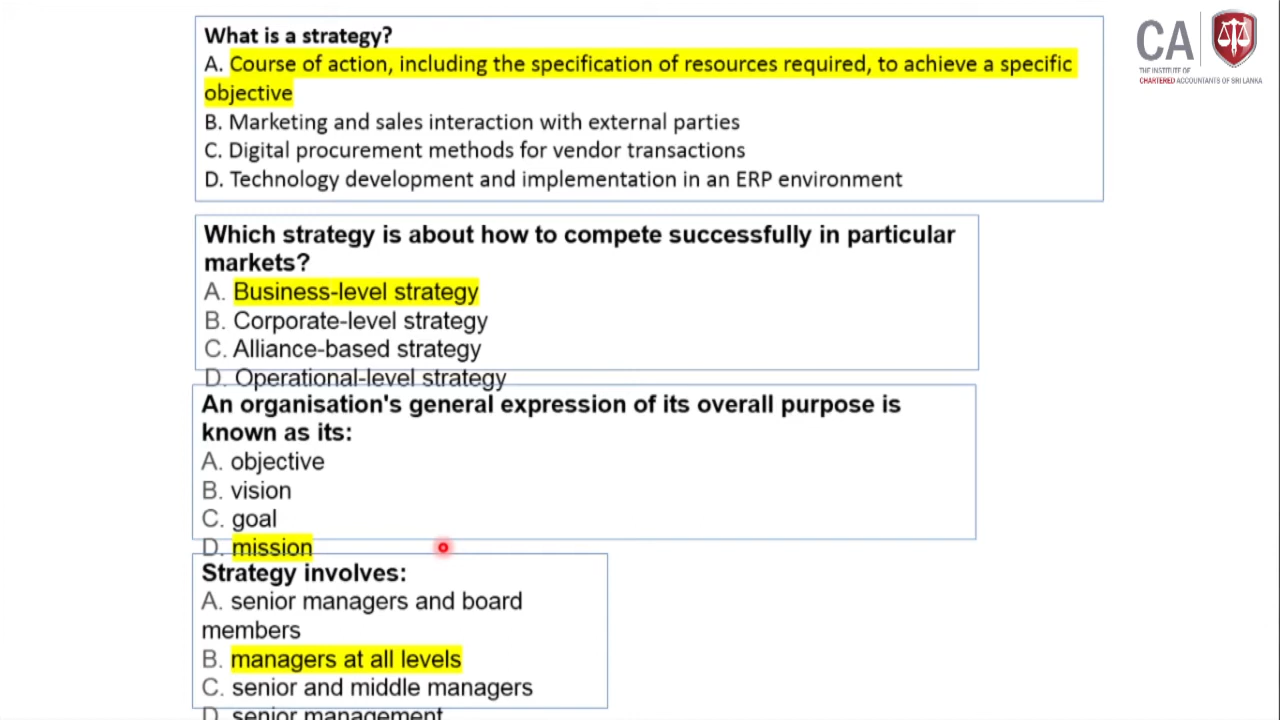 What is a strategy?
A. Course of action, including the specification of resources required, to achieve a specific
objective
B. Marketing and sales interaction with external parties
C. Digital procurement methods for vendor transactions
D. Technology development and implementation in an ERP environment
CA
THE INSTITUTE OF
CHARTERED ACCOUNTANTS OF SRI LANKA
Which strategy is about how to compete successfully in particular
markets?
A. Business-level strategy
B. Corporate-level strategy
C. Alliance-based strategy
D. Operational-level strategy
An organisation's general expression of its overall purpose is
known as its:
A. objective
B. vision
C. goal
D. mission
Strategy involves:
A. senior managers and board
members
B. managers at all levels
C. senior and middle managers
D. senior management